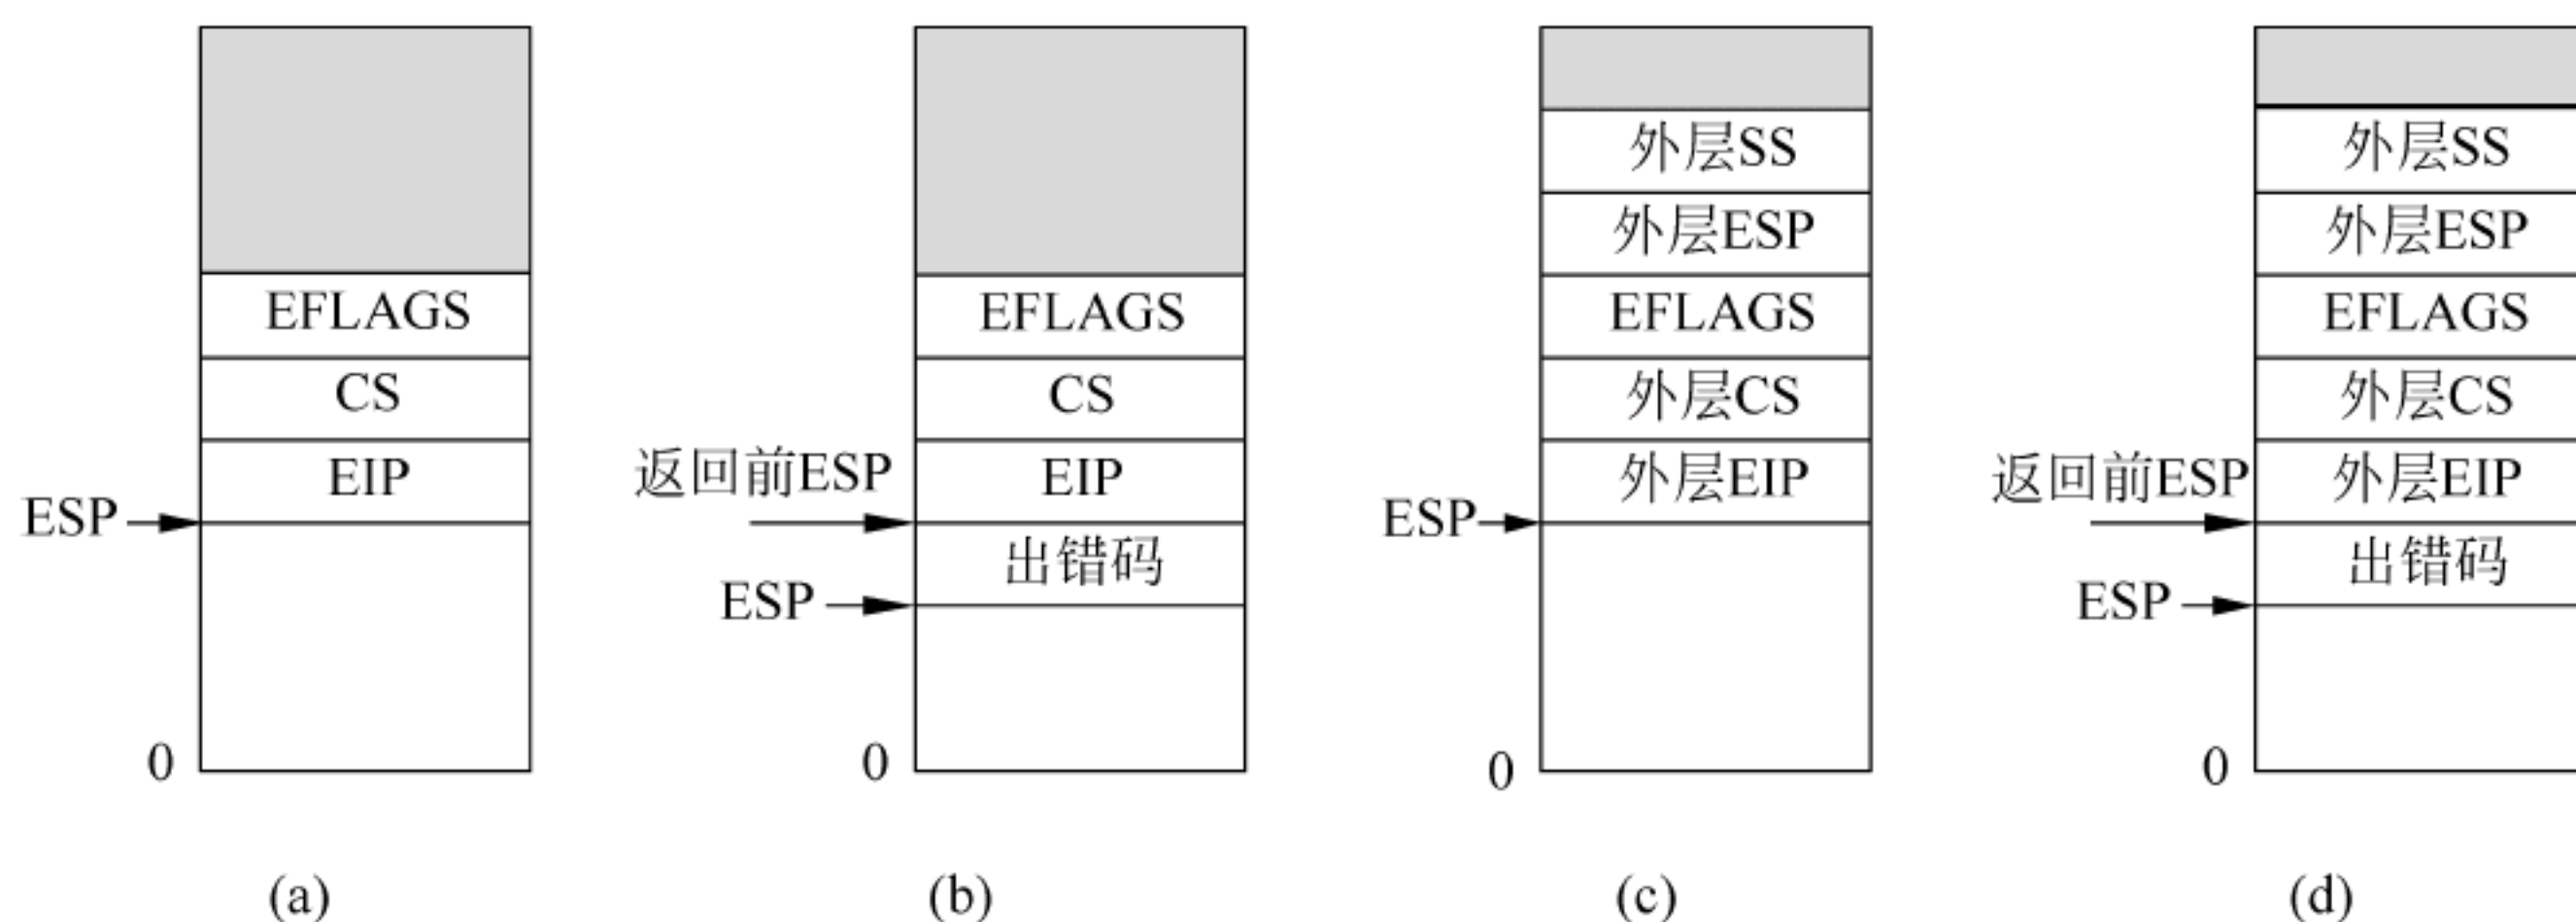 EFLAGS
CS
EIP
ESP
0
(a)
EFLAGS
CS
返回前ESP
EIP
出错码
ESP
0
(b)
外层SS
外层ESP
EFLAGS
外层CS
外层EIP
ESP
0
(c)
外层SS
外层ESP
EFLAGS
外层CS
返回前ESP
外层EIP
出错码
ESP
0
(d)